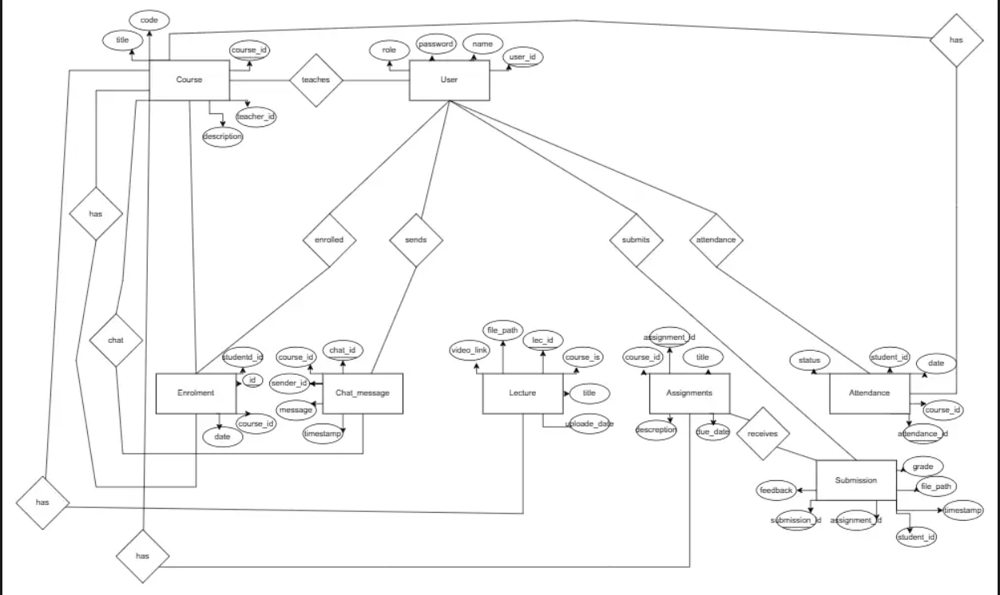 code
title
course_id
Course
teaches
role
password
name
user_id
User
has
teacher_id
description
has
enrolled
sends
submits
attendance
chat
studentd_id
id
Enrolment
course_id
date
course_id
chat_id
sender_id
Chat_message
message
timestamp
file_path
video_link
lec_id
course_is
Lecture
title
uploade_date
assignment_id
course_id
title
Assignments
descreption
due_date
receives
status
student_id
date
Attendance
course_id
attendance_id
grade
Submission
file_path
feedback
timestamp
submission_id
assignment_id
student_id
has
has